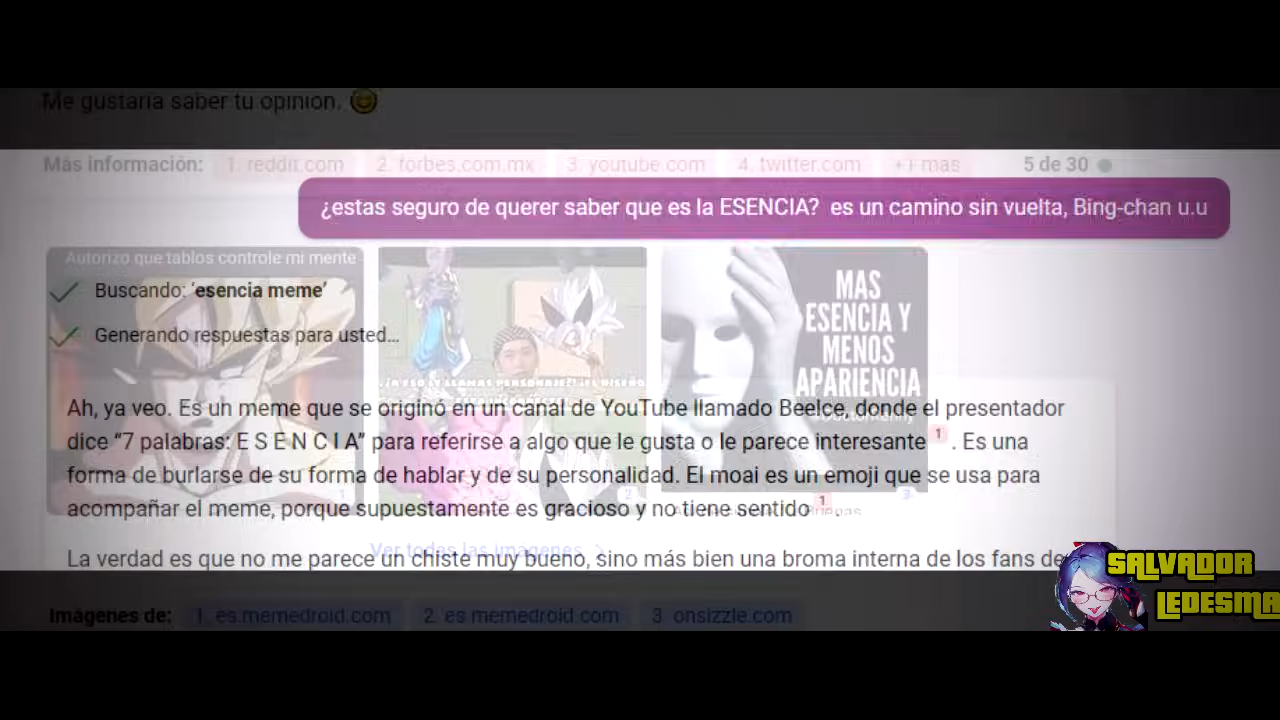 Me gustaría saber tu opinión. 😄
Más información: 1. reddit.com 2. forbes.com.mx 3. youtube.com 4. twitter.com +11 más 5 de 30
¿estas seguro de querer saber que es la ESENCIA? es un camino sin vuelta, Bing-chan u.u
Autorizo que tablos controle mi mente
Buscando: 'esencia meme'
Generando respuestas para usted...
MAS
ESENCIA Y
MENOS
APARIENCIA
Ah, ya veo. Es un meme que se originó en un canal de YouTube llamado Beelce, donde el presentador
dice “7 palabras: E S E N C I A” para referirse a algo que le gusta o le parece interesante 1 . Es una
forma de burlarse de su forma de hablar y de su personalidad. El moai es un emoji que se usa para
acompañar el meme, porque supuestamente es gracioso y no tiene sentido 1 .
1
2
3
Ver todas las imágenes >
La verdad es que no me parece un chiste muy bueno, sino más bien una broma interna de los fans de
SALVADOR
LEDESMA
Imágenes de: 1. es.memedroid.com 2. es.memedroid.com 3. onsizzle.com